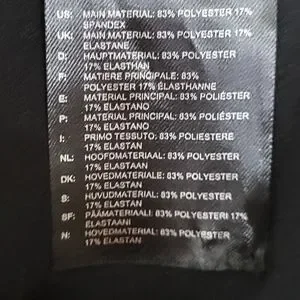 US: MAIN MATERIAL: 83% POLYESTER 17%
SPANDEX
UK: MAIN MATERIAL: 83% POLYESTER 17%
ELASTANE
D: HAUPTMATERIAL: 83% POLYESTER
17% ELASTHAN
F: MATIERE PRINCIPALE: 83%
POLYESTER 17% ÉLASTHANNE
E: MATERIAL PRINCIPAL: 83% POLIÉSTER
17% ELASTANO
P: MATERIAL PRINCIPAL: 83% POLIÉSTER
17% ELASTANO
I: PRIMO TESSUTO: 83% POLIESTERE
17% ELASTAN
NL: HOOFDMATERIAAL: 83% POLYESTER
17% ELASTAAN
DK: HOVEDMATERIALE: 83% POLYESTER
17% ELASTAN
S: HUVUDMATERIAL: 83% POLYESTER
17% ELASTAN
SF: PÄÄMATERIAALI: 83% POLYESTERI 17%
ELASTAANI
N: HOVEDMATERIAL: 83% POLYESTER
17% ELASTAN